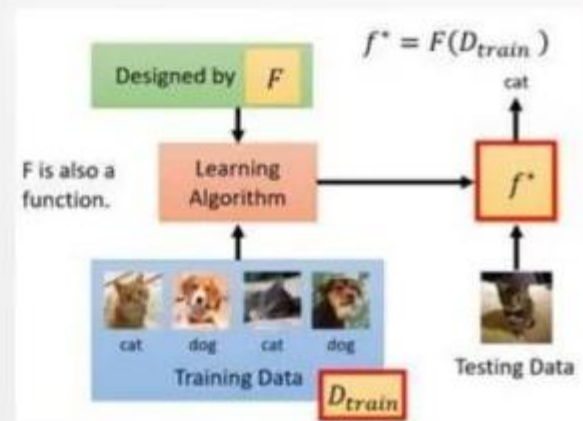 f* = F(D_train)
cat
Designed by F
F is also a
function.
Learning
Algorithm
f*
cat dog cat dog
Training Data
D_train
Testing Data